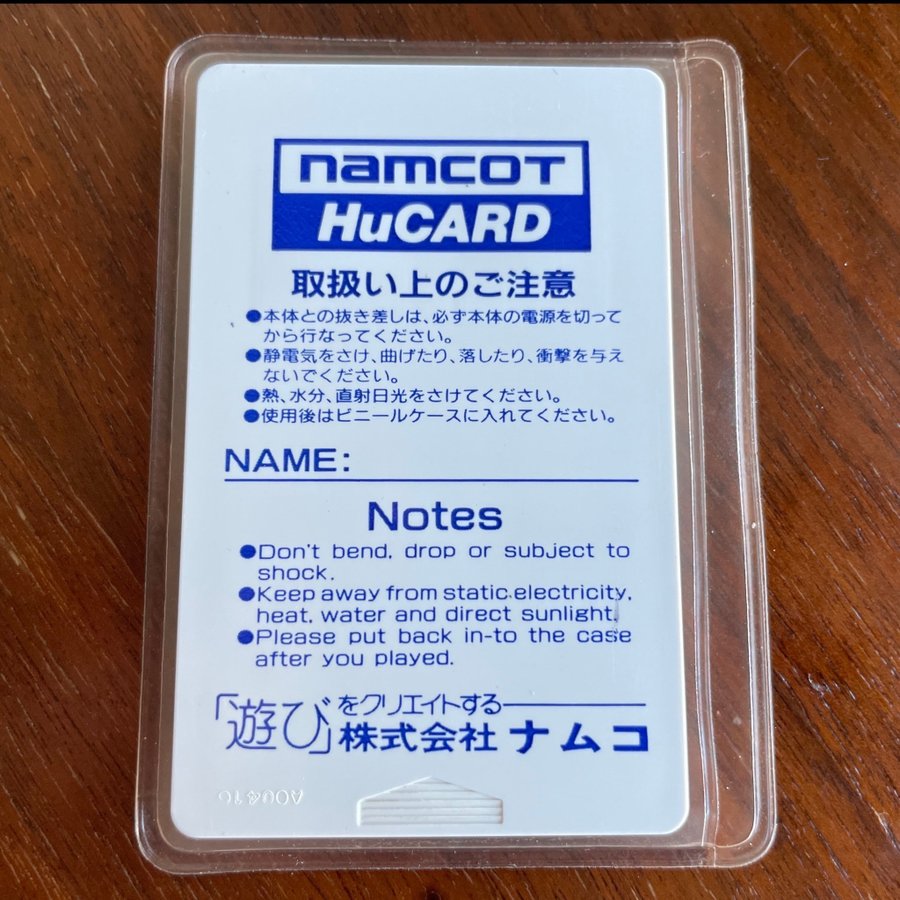 namcot
HuCARD
取扱い上のご注意
●本体との抜き差しは、必ず本体の電源を切って
から行なってください。
●静電気をさけ、曲げたり、落したり、衝撃を与え
ないでください。
●熱、水分、直射日光をさけてください。
●使用後はビニールケースに入れてください。
NAME:
Notes
●Don't bend, drop or subject to
shock.
●Keep away from static electricity,
heat, water and direct sunlight.
●Please put back in-to the case
after you played.
「遊び」をクリエイトする
株式会社 ナムコ